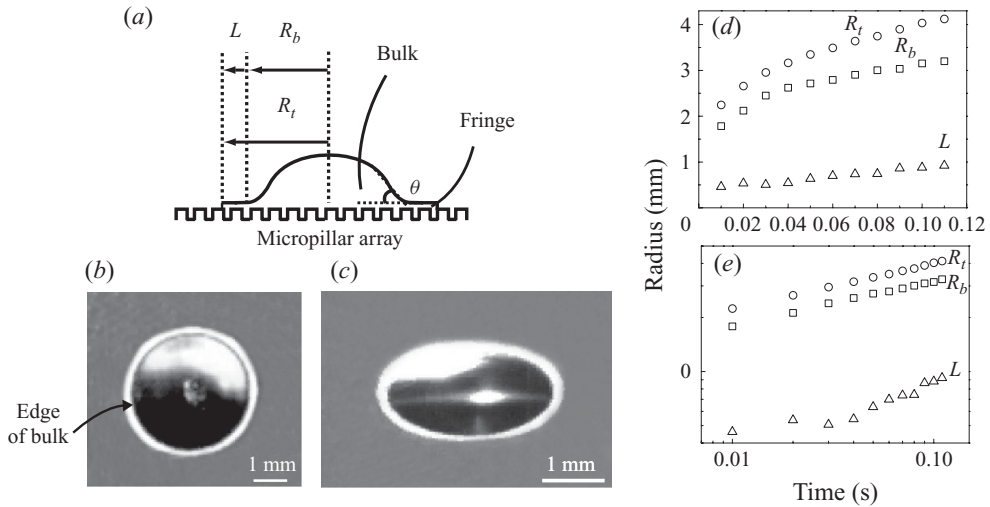 (a)
L
R_b
Bulk
R_t
Fringe
θ
Micropillar array
(b)
(c)
Edge
of bulk
1 mm
1 mm
(d)
R_t
R_b
L
4
3
2
1
0
0.02
0.04
0.06
0.08
0.10
0.12
Radius (mm)
(e)
R_t
R_b
L
0
0.01
0.10
Time (s)